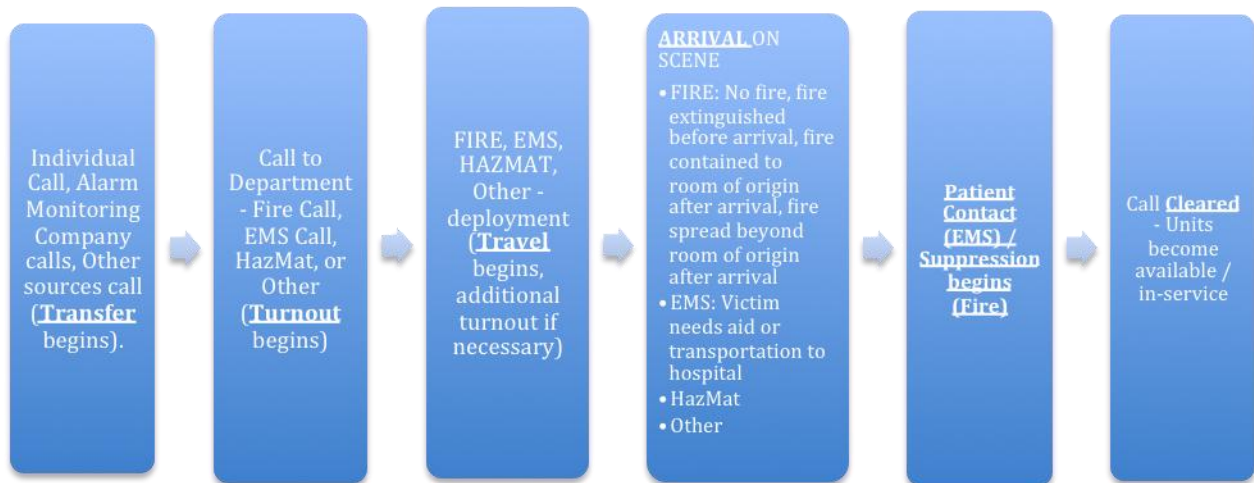 Individual
Call, Alarm
Monitoring
Company
calls, Other
sources call
(Transfer
begins).
Call to
Department
- Fire Call,
EMS Call,
HazMat, or
Other
(Turnout
begins)
FIRE, EMS,
HAZMAT,
Other -
deployment
(Travel
begins,
additional
turnout if
necessary)
ARRIVAL ON
SCENE
• FIRE: No fire, fire
extinguished
before arrival, fire
contained to
room of origin
after arrival, fire
spread beyond
room of origin
after arrival
• EMS: Victim
needs aid or
transportation to
hospital
• HazMat
• Other
Patient
Contact
(EMS) /
Suppression
begins
(Fire)
Call Cleared
- Units
become
available /
in-service